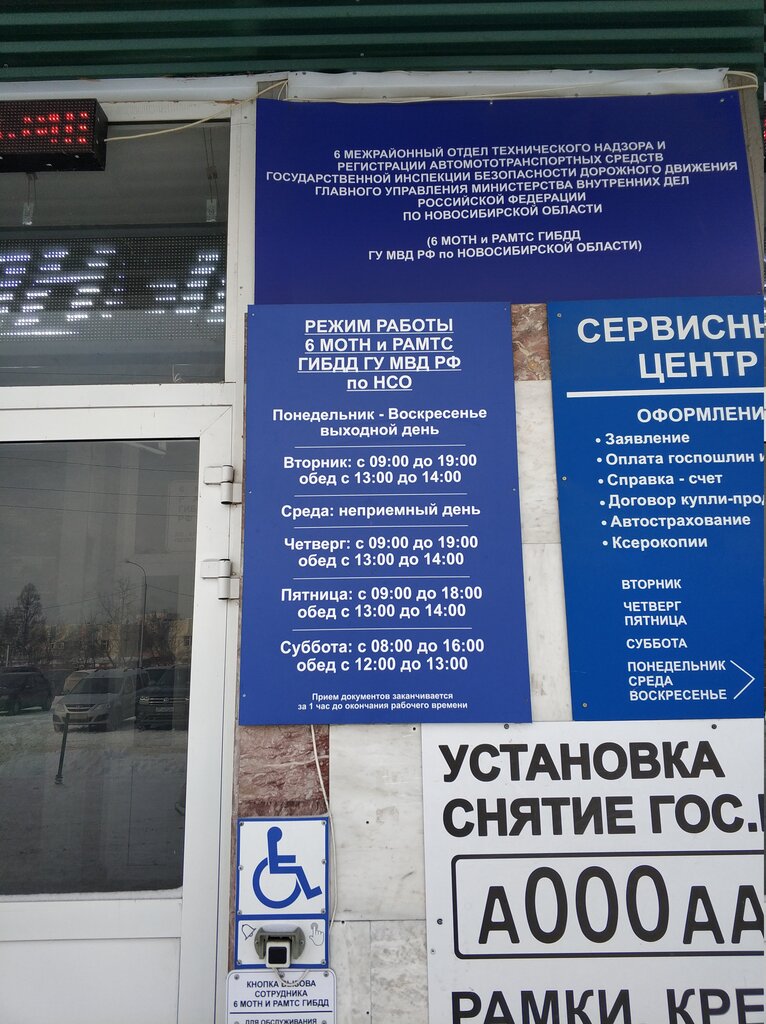 6 МЕЖРАЙОННЫЙ ОТДЕЛ ТЕХНИЧЕСКОГО НАДЗОРА И
РЕГИСТРАЦИИ АВТОМОТОТРАНСПОРТНЫХ СРЕДСТВ
ГОСУДАРСТВЕННОЙ ИНСПЕКЦИИ БЕЗОПАСНОСТИ ДОРОЖНОГО ДВИЖЕНИЯ
ГЛАВНОГО УПРАВЛЕНИЯ МИНИСТЕРСТВА ВНУТРЕННИХ ДЕЛ
РОССИЙСКОЙ ФЕДЕРАЦИИ
ПО НОВОСИБИРСКОЙ ОБЛАСТИ
(6 МОТН и РАМТС ГИБДД
ГУ МВД РФ по НОВОСИБИРСКОЙ ОБЛАСТИ)
РЕЖИМ РАБОТЫ
6 МОТН и РАМТС
ГИБДД ГУ МВД РФ
по НСО
Понедельник - Воскресенье
выходной день
Вторник: с 09:00 до 19:00
обед с 13:00 до 14:00
Среда: неприемный день
Четверг: с 09:00 до 19:00
обед с 13:00 до 14:00
Пятница: с 09:00 до 18:00
обед с 13:00 до 14:00
Суббота: с 08:00 до 16:00
обед с 12:00 до 13:00
Прием документов заканчивается
за 1 час до окончания рабочего времени
СЕРВИСН
ЦЕНТР
ОФОРМЛЕНИ
• Заявление
• Оплата госпошлин и
• Справка - счет
• Договор купли-про
• Автострахование
• Ксерокопии
ВТОРНИК
ЧЕТВЕРГ
ПЯТНИЦА
СУББОТА
ПОНЕДЕЛЬНИК
СРЕДА
ВОСКРЕСЕНЬЕ
УСТАНОВКА
СНЯТИЕ ГОС.
А000АА
РАМКИ КРЕ
КНОПКА ВЫЗОВА
СОТРУДНИКА
6 МОТН И РАМТС ГИБДД
ДЛЯ ОБСЛУЖИВАНИЯ